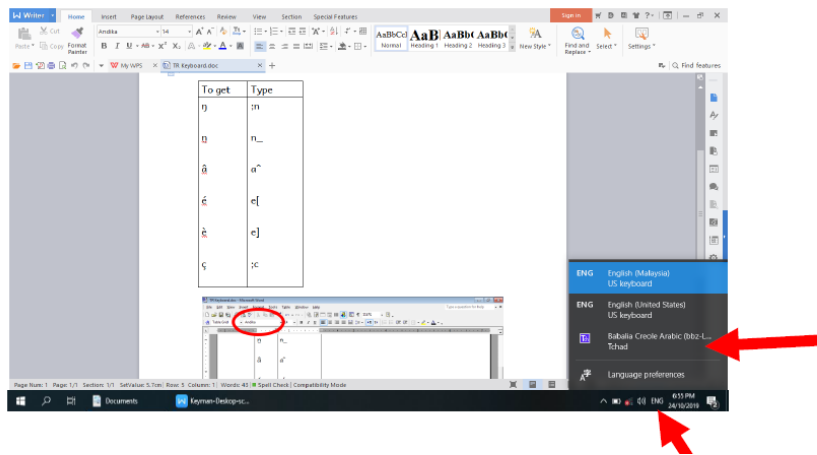 Writer
Home Insert Page Layout References Review View Section Special Features
Sign in
Cut
Paste Copy Format Painter
Andika 14
AaBbCcI AaB AaBb( AaBb(
Normal Heading 1 Heading 2 Heading 3
New Style
Find and Replace Select Settings
My WPS TR Keyboard.doc
Find features
To get Type
ŋ ;n
n̲ n_
â a^
é e[
è e]
ç ;c
ENG English (Malaysia)
US keyboard
ENG English (United States)
US keyboard
Babalia Creole Arabic (bbz-L...
Tchad
Language preferences
Page Num: 1 Page: 1/1 Section: 1/1 SetValue: 5.7cm Row: 5 Column: 1 Words: 43 Spell Check Compatibility Mode
Documents
Keyman-Deskop-sc...
ENG
6:55 PM
24/10/2019